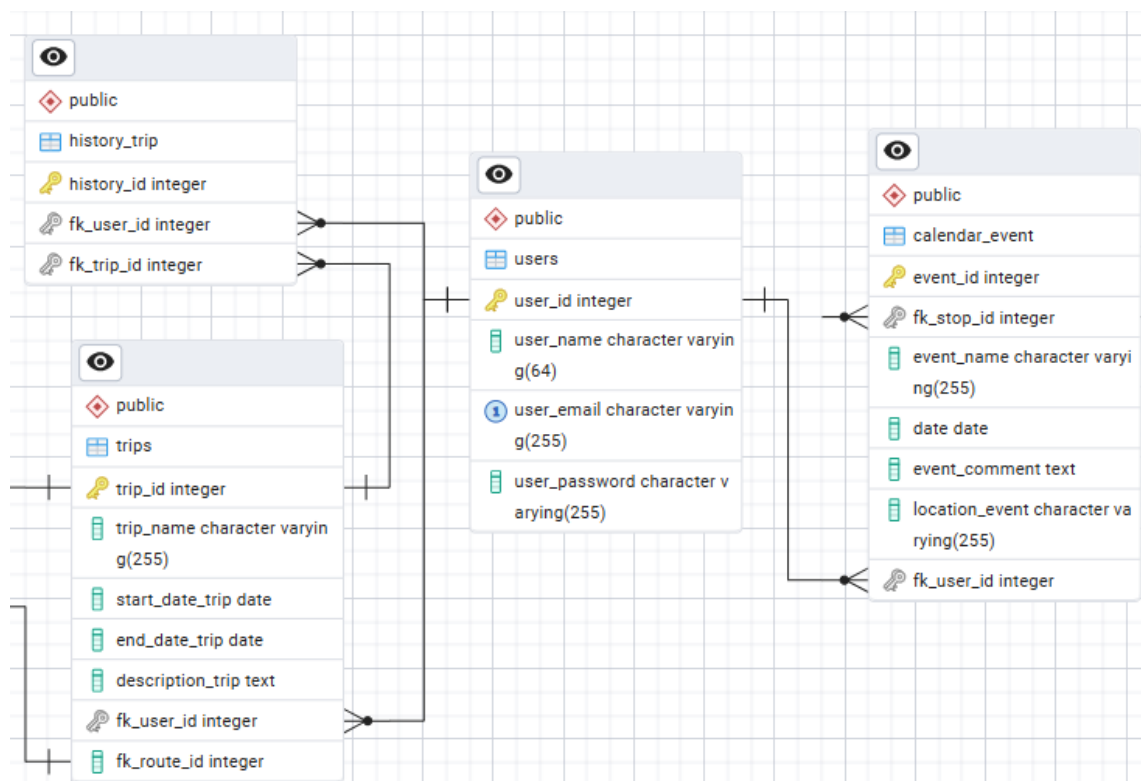 public
history_trip
history_id integer
fk_user_id integer
fk_trip_id integer
public
trips
trip_id integer
trip_name character varyin
g(255)
start_date_trip date
end_date_trip date
description_trip text
fk_user_id integer
fk_route_id integer
public
users
user_id integer
user_name character varyin
g(64)
1 user_email character varyin
g(255)
user_password character v
arying(255)
public
calendar_event
event_id integer
fk_stop_id integer
event_name character varyi
ng(255)
date date
event_comment text
location_event character va
rying(255)
fk_user_id integer